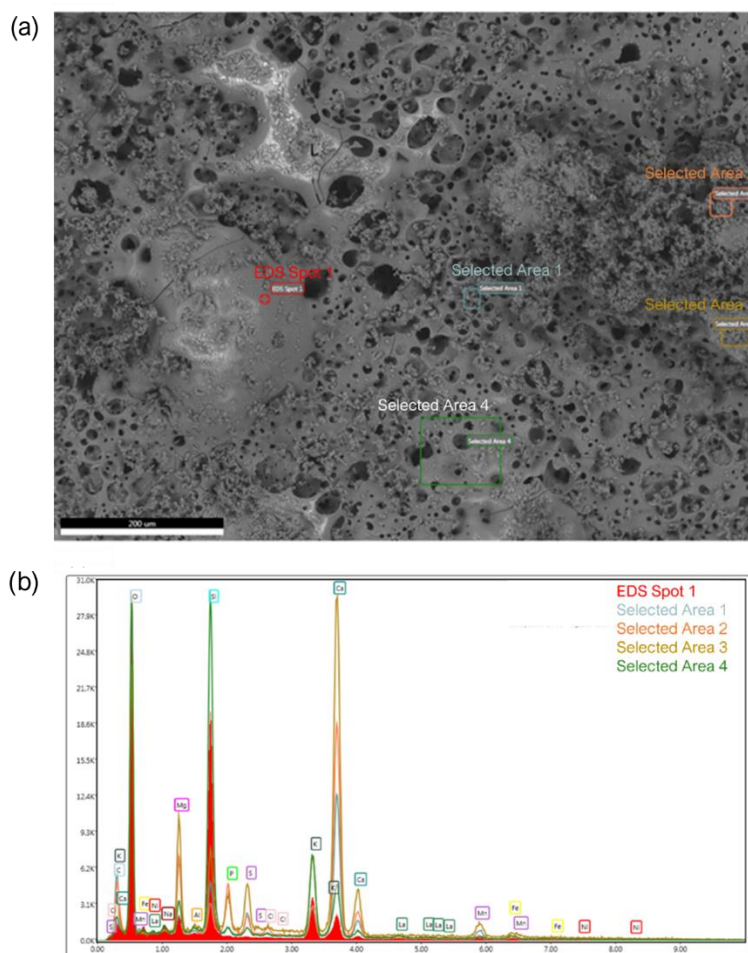 (a)
Selected Area
Selected Are
EDS Spot 1
EDS Spot 1
Selected Area 1
Selected Area 1
Selected Area
Selected Are
Selected Area 4
Selected Area 4
200 um
(b)
31.0K
27.9K
24.8K
21.7K
18.6K
15.5K
12.4K
9.3K
6.2K
3.1K
0.0K
O
Si
Ca
EDS Spot 1
Selected Area 1
Selected Area 2
Selected Area 3
Selected Area 4
Mg
K
C
Ca
Cl
S
Fe
Mn
Ni
La
Na
Al
P
S
S
Cl
Cl
K
K
Ca
La
La
La
La
Mn
Fe
Mn
Fe
Ni
Ni
0.00 1.00 2.00 3.00 4.00 5.00 6.00 7.00 8.00 9.00